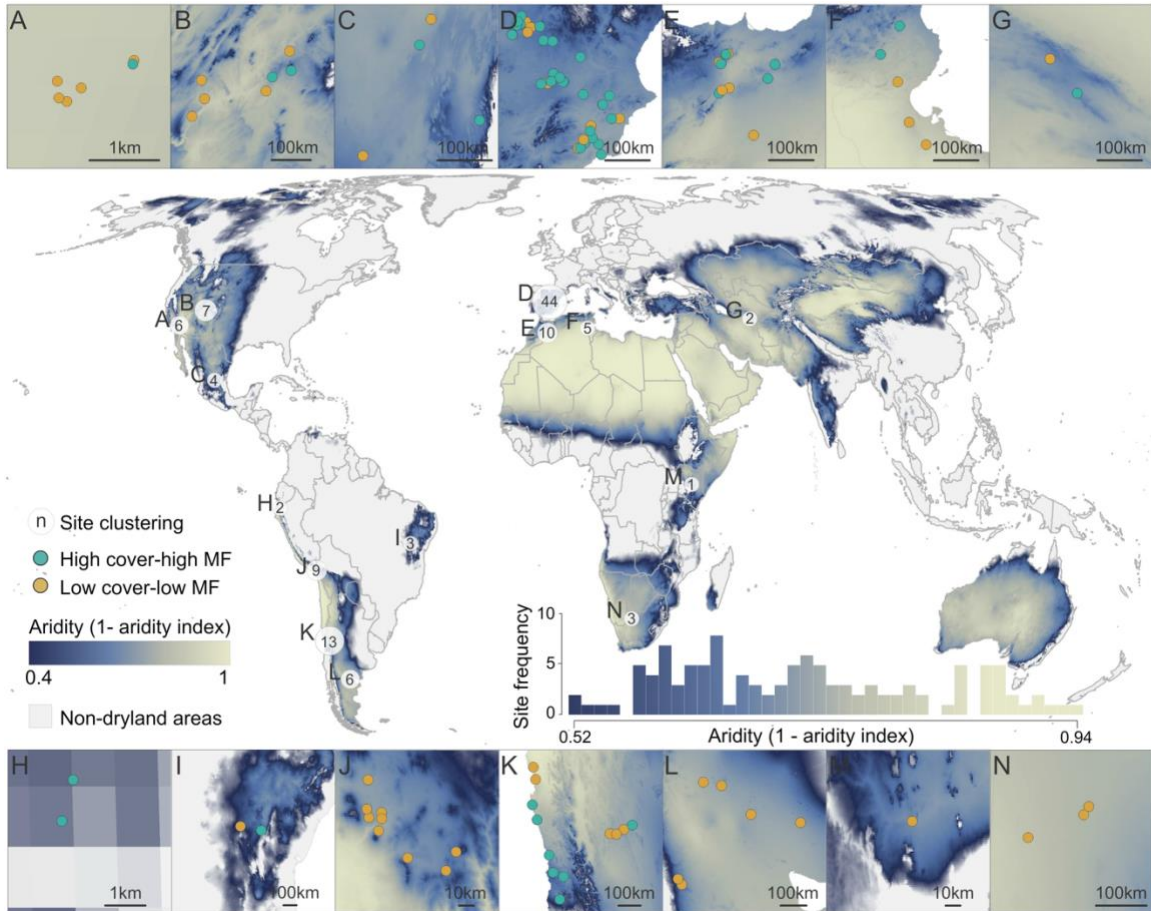 A B C D E F G
1km 100km 100km 100km 100km 100km 100km
D 44
G 2
B 7
A 6
E 10 F 5
C 4
M 1
H 2
I 3
J 9
n Site clustering
High cover-high MF
Low cover-low MF
N 3
K 13
Aridity (1- aridity index)
0.4 1
L 6
Non-dryland areas
Site frequency
10
5
0
0.52 Aridity (1 - aridity index) 0.94
H I J K L M N
1km 100km 10km 100km 100km 10km 100km